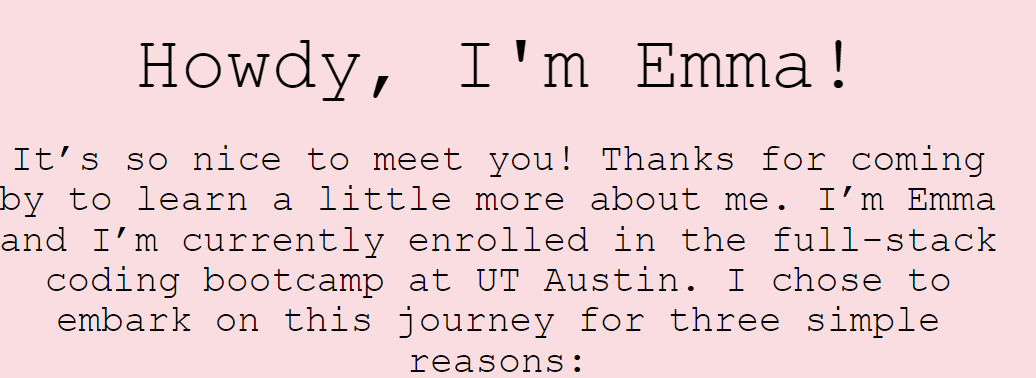 Howdy, I'm Emma!
It’s so nice to meet you! Thanks for coming
by to learn a little more about me. I’m Emma
and I’m currently enrolled in the full-stack
coding bootcamp at UT Austin. I chose to
embark on this journey for three simple
reasons: